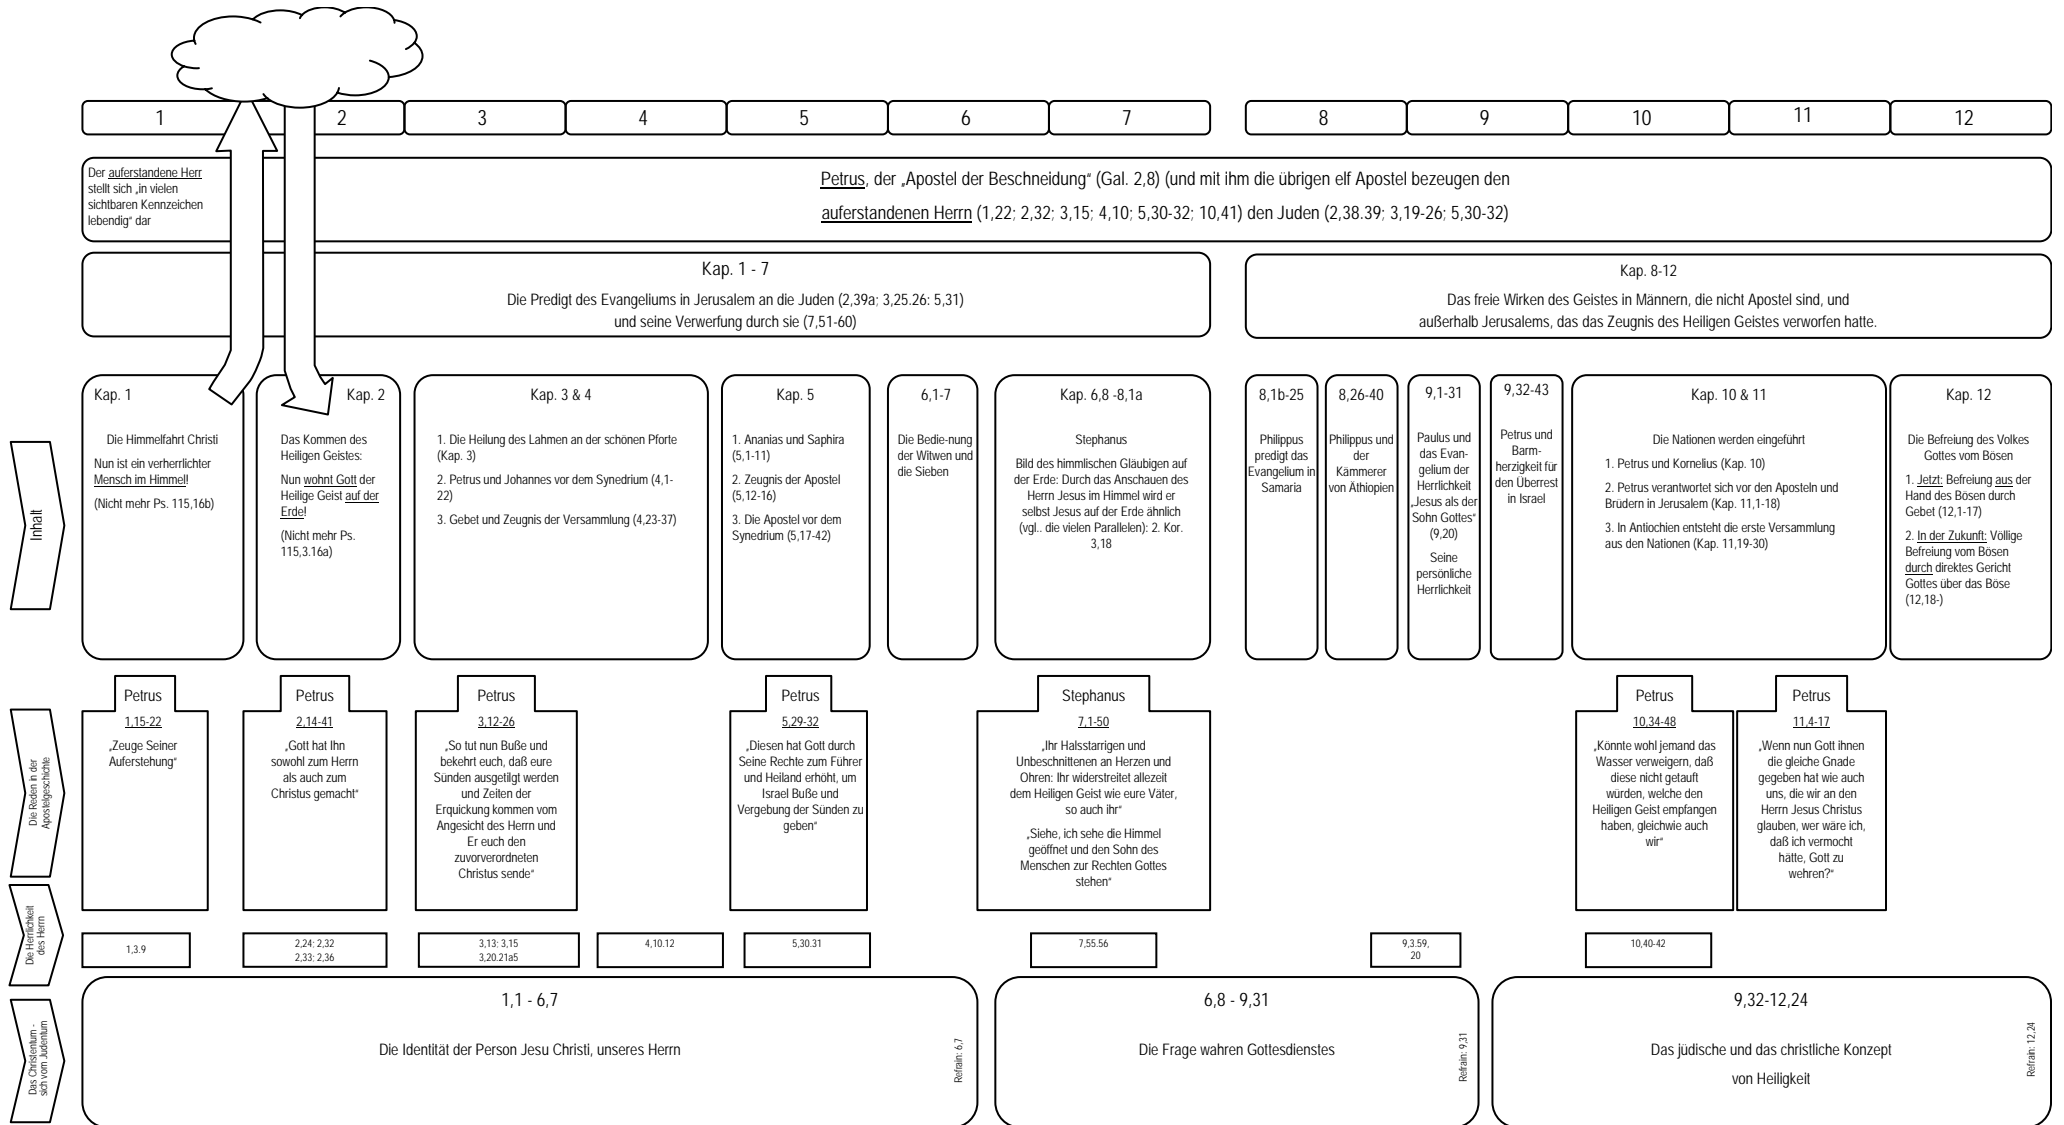 1
2
3
4
5
6
7
8
9
10
11
12
Der auferstandene Herr
stellt sich „in vielen
sichtbaren Kennzeichen
lebendig“ dar
Petrus, der „Apostel der Beschneidung“ (Gal. 2,8) (und mit ihm die übrigen elf Apostel bezeugen den
auferstandenen Herrn (1,22; 2,32; 3,15; 4,10; 5,30-32; 10,41) den Juden (2,38.39; 3,19-26; 5,30-32)
Kap. 1 - 7
Die Predigt des Evangeliums in Jerusalem an die Juden (2,39a; 3,25.26: 5,31)
und seine Verwerfung durch sie (7,51-60)
Kap. 8-12
Das freie Wirken des Geistes in Männern, die nicht Apostel sind, und
außerhalb Jerusalems, das das Zeugnis des Heiligen Geistes verworfen hatte.
Inhalt
Kap. 1
Die Himmelfahrt Christi
Nun ist ein verherrlichter
Mensch im Himmel!
(Nicht mehr Ps. 115,16b)
Kap. 2
Das Kommen des
Heiligen Geistes:
Nun wohnt Gott der
Heilige Geist auf der
Erde!
(Nicht mehr Ps.
115,3.16a)
Kap. 3 & 4
1. Die Heilung des Lahmen an der schönen Pforte
(Kap. 3)
2. Petrus und Johannes vor dem Synedrium (4,1-
22)
3. Gebet und Zeugnis der Versammlung (4,23-37)
Kap. 5
1. Ananias und Saphira
(5,1-11)
2. Zeugnis der Apostel
(5,12-16)
3. Die Apostel vor dem
Synedrium (5,17-42)
6,1-7
Die Bedie-nung
der Witwen und
die Sieben
Kap. 6,8 -8,1a
Stephanus
Bild des himmlischen Gläubigen auf
der Erde: Durch das Anschauen des
Herrn Jesus im Himmel wird er
selbst Jesus auf der Erde ähnlich
(vgl.. die vielen Parallelen): 2. Kor.
3,18
8,1b-25
Philippus
predigt das
Evangelium in
Samaria
8,26-40
Philippus und
der
Kämmerer
von Äthiopien
9,1-31
Paulus und
das Evan-
gelium der
Herrlichkeit
„Jesus als der
Sohn Gottes“
(9,20)
Seine
persönliche
Herrlichkeit
9,32-43
Petrus und
Barm-
herzigkeit für
den Überrest
in Israel
Kap. 10 & 11
Die Nationen werden eingeführt
1. Petrus und Kornelius (Kap. 10)
2. Petrus verantwortet sich vor den Aposteln und
Brüdern in Jerusalem (Kap. 11,1-18)
3. In Antiochien entsteht die erste Versammlung
aus den Nationen (Kap. 11,19-30)
Kap. 12
Die Befreiung des Volkes
Gottes vom Bösen
1. Jetzt: Befreiung aus der
Hand des Bösen durch
Gebet (12,1-17)
2. In der Zukunft: Völlige
Befreiung vom Bösen
durch direktes Gericht
Gottes über das Böse
(12,18-)
Die Reden in der
Apostelgeschichte
Petrus
1,15-22
„Zeuge Seiner
Auferstehung“
Petrus
2,14-41
„Gott hat Ihn
sowohl zum Herrn
als auch zum
Christus gemacht“
Petrus
3,12-26
„So tut nun Buße und
bekehrt euch, daß eure
Sünden ausgetilgt werden
und Zeiten der
Erquickung kommen vom
Angesicht des Herrn und
Er euch den
zuvorverordneten
Christus sende“
Petrus
5,29-32
„Diesen hat Gott durch
Seine Rechte zum Führer
und Heiland erhöht, um
Israel Buße und
Vergebung der Sünden zu
geben“
Stephanus
7,1-50
„Ihr Halsstarrigen und
Unbeschnittenen an Herzen und
Ohren: Ihr widerstreitet allezeit
dem Heiligen Geist wie eure Väter,
so auch ihr“
„Siehe, ich sehe die Himmel
geöffnet und den Sohn des
Menschen zur Rechten Gottes
stehen“
Petrus
10,34-48
„Könnte wohl jemand das
Wasser verweigern, daß
diese nicht getauft
würden, welche den
Heiligen Geist empfangen
haben, gleichwie auch
wir“
Petrus
11,4-17
„Wenn nun Gott ihnen
die gleiche Gnade
gegeben hat wie auch
uns, die wir an den
Herrn Jesus Christus
glauben, wer wäre ich,
daß ich vermocht
hätte, Gott zu
wehren?“
Die Herrlichkeit
des Herrn
1,3.9
2,24: 2,32
2,33: 2,36
3,13: 3,15
3,20.21a5
4,10.12
5,30.31
7,55.56
9,3.59,
20
10,40-42
Das Christentum -
sich vom Judentum
1,1 - 6,7
Die Identität der Person Jesu Christi, unseres Herrn
Refrain: 6,7
6,8 - 9,31
Die Frage wahren Gottesdienstes
Refrain: 9,31
9,32-12,24
Das jüdische und das christliche Konzept
von Heiligkeit
Refrain: 12,24